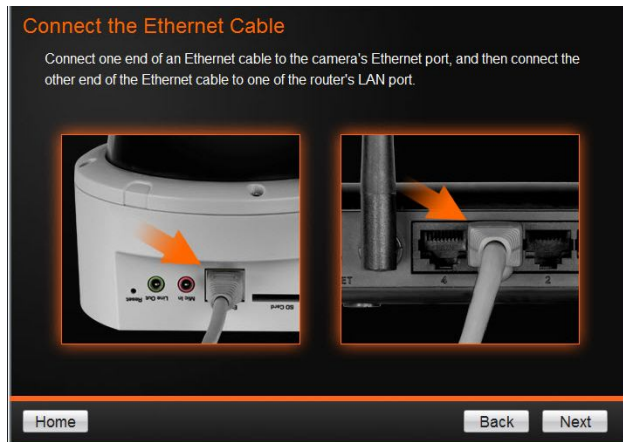 Connect the Ethernet Cable
Connect one end of an Ethernet cable to the camera's Ethernet port, and then connect the
other end of the Ethernet cable to one of the router's LAN port.
Reset
Line Out
Mic In
SD Card
ET
4
2
Home
Back
Next